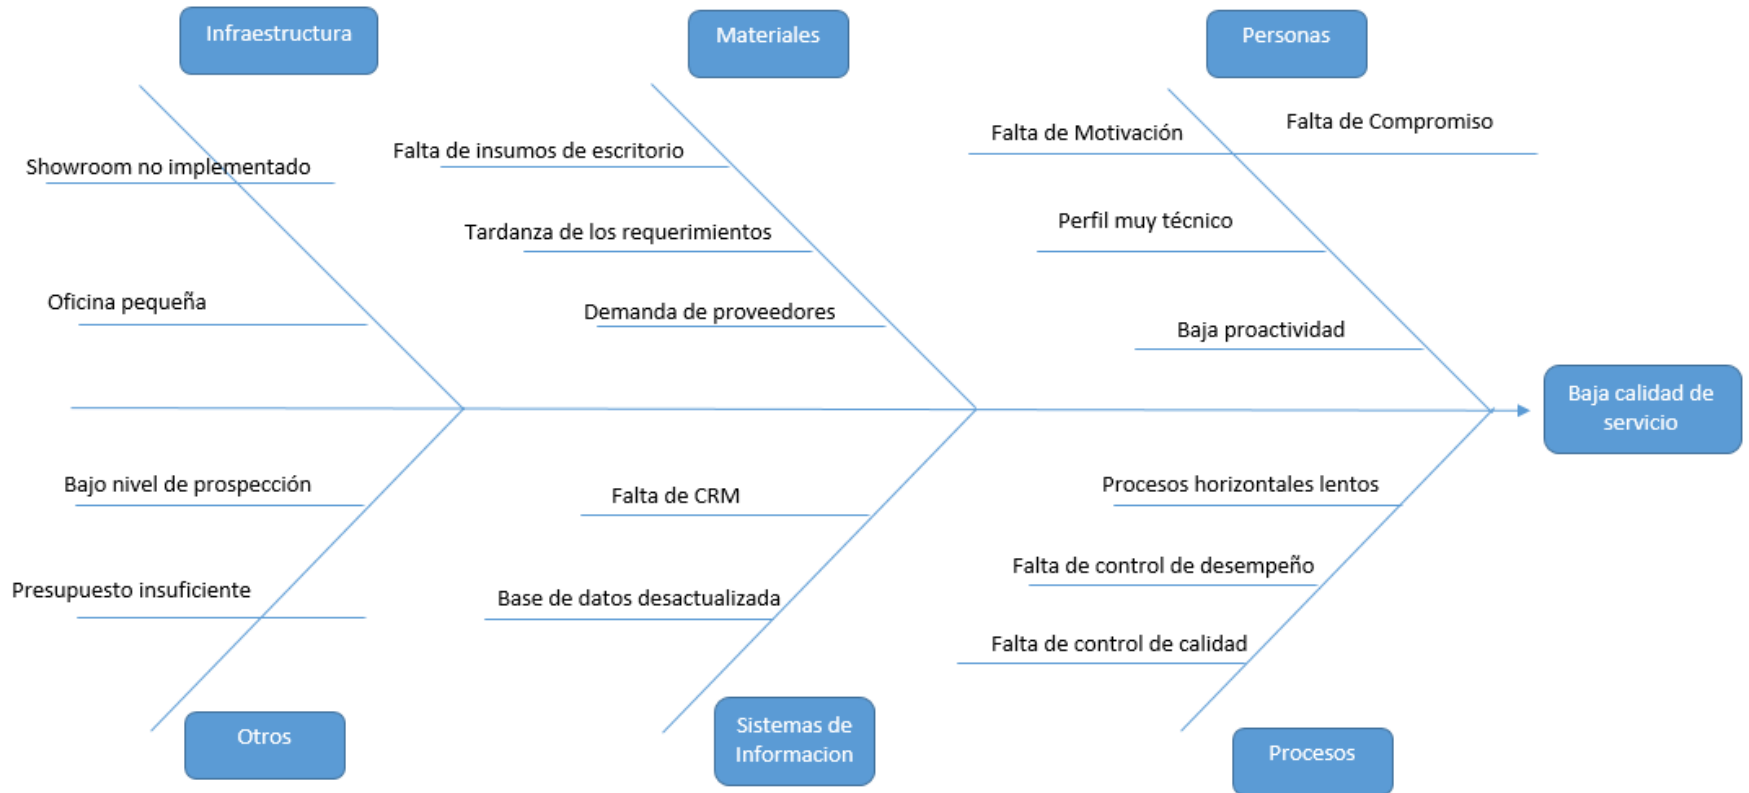 Infraestructura
Materiales
Personas
Falta de Motivación
Falta de Compromiso
Showroom no implementado
Falta de insumos de escritorio
Perfil muy técnico
Tardanza de los requerimientos
Oficina pequeña
Demanda de proveedores
Baja proactividad
Baja calidad de
servicio
Bajo nivel de prospección
Falta de CRM
Procesos horizontales lentos
Presupuesto insuficiente
Base de datos desactualizada
Falta de control de desempeño
Falta de control de calidad
Otros
Sistemas de
Informacion
Procesos